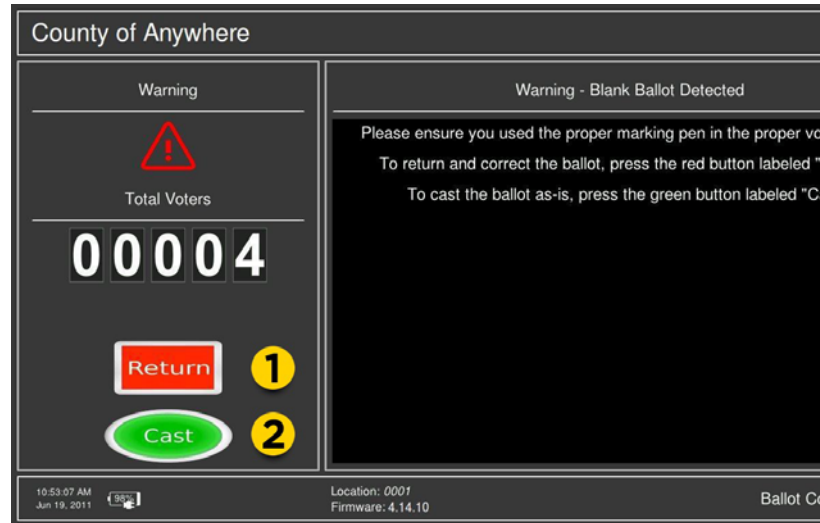 County of Anywhere
Warning
Total Voters
00004
Return
1
Cast
2
Warning - Blank Ballot Detected
Please ensure you used the proper marking pen in the proper
To return and correct the ballot, press the red button labeled "
To cast the ballot as-is, press the green button labeled "
10:53:07 AM
Jun 19, 2011
98%
Location: 0001
Firmware: 4.14.10
Ballot